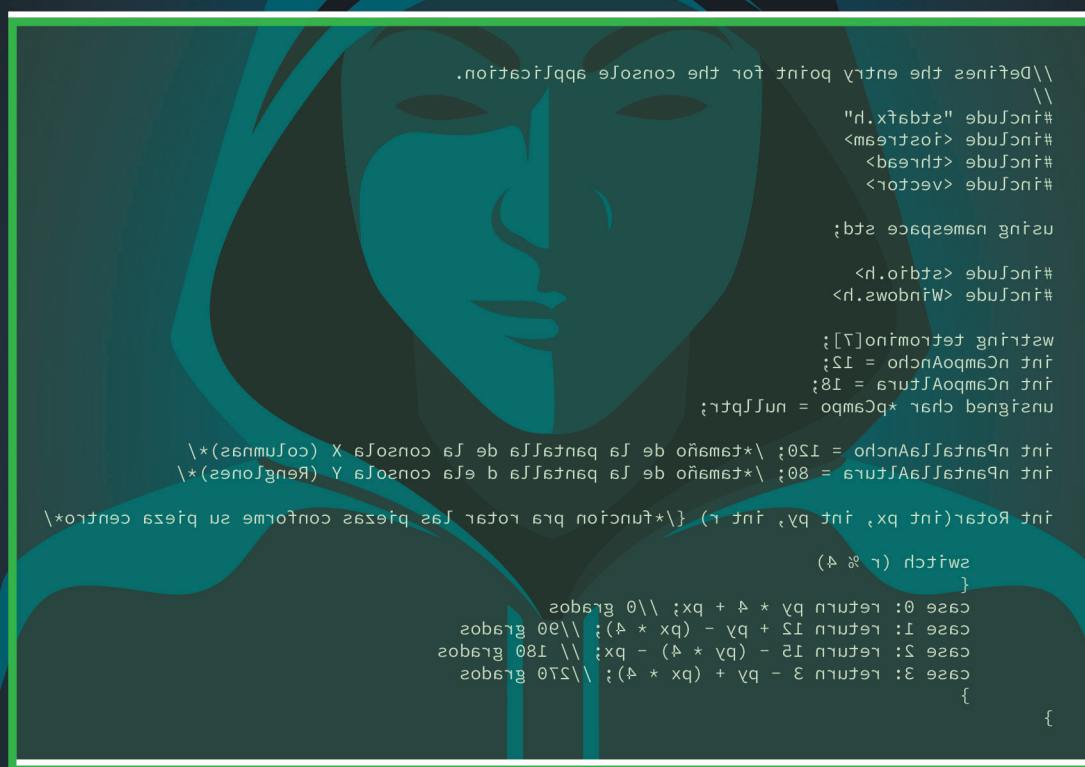 //Defines the entry point for the console application.
//
#include "stdafx.h"
#include <iostream>
#include <thread>
#include <vector>
using namespace std;
#include <stdio.h>
#include <Windows.h>
wstring tetromino[7];
int nCampoAncho = 12;
int nCampoAltura = 18;
unsigned char *pCampo = nullptr;
int nPantallaAncho = 120; /*tamaño de la pantalla de la consola X (columnas)*/
int nPantallaAltura = 80; /*tamaño de la pantalla d ela consola Y (Renglones)*/
int Rotar(int px, int py, int r) {/*funcion pra rotar las piezas conforme su pieza centro*/
switch (r % 4)
{
case 0: return py * 4 + px; //0 grados
case 1: return 12 + py - (px * 4); //90 grados
case 2: return 15 - (py * 4) - px; // 180 grados
case 3: return 3 - py + (px * 4); //270 grados
}
}